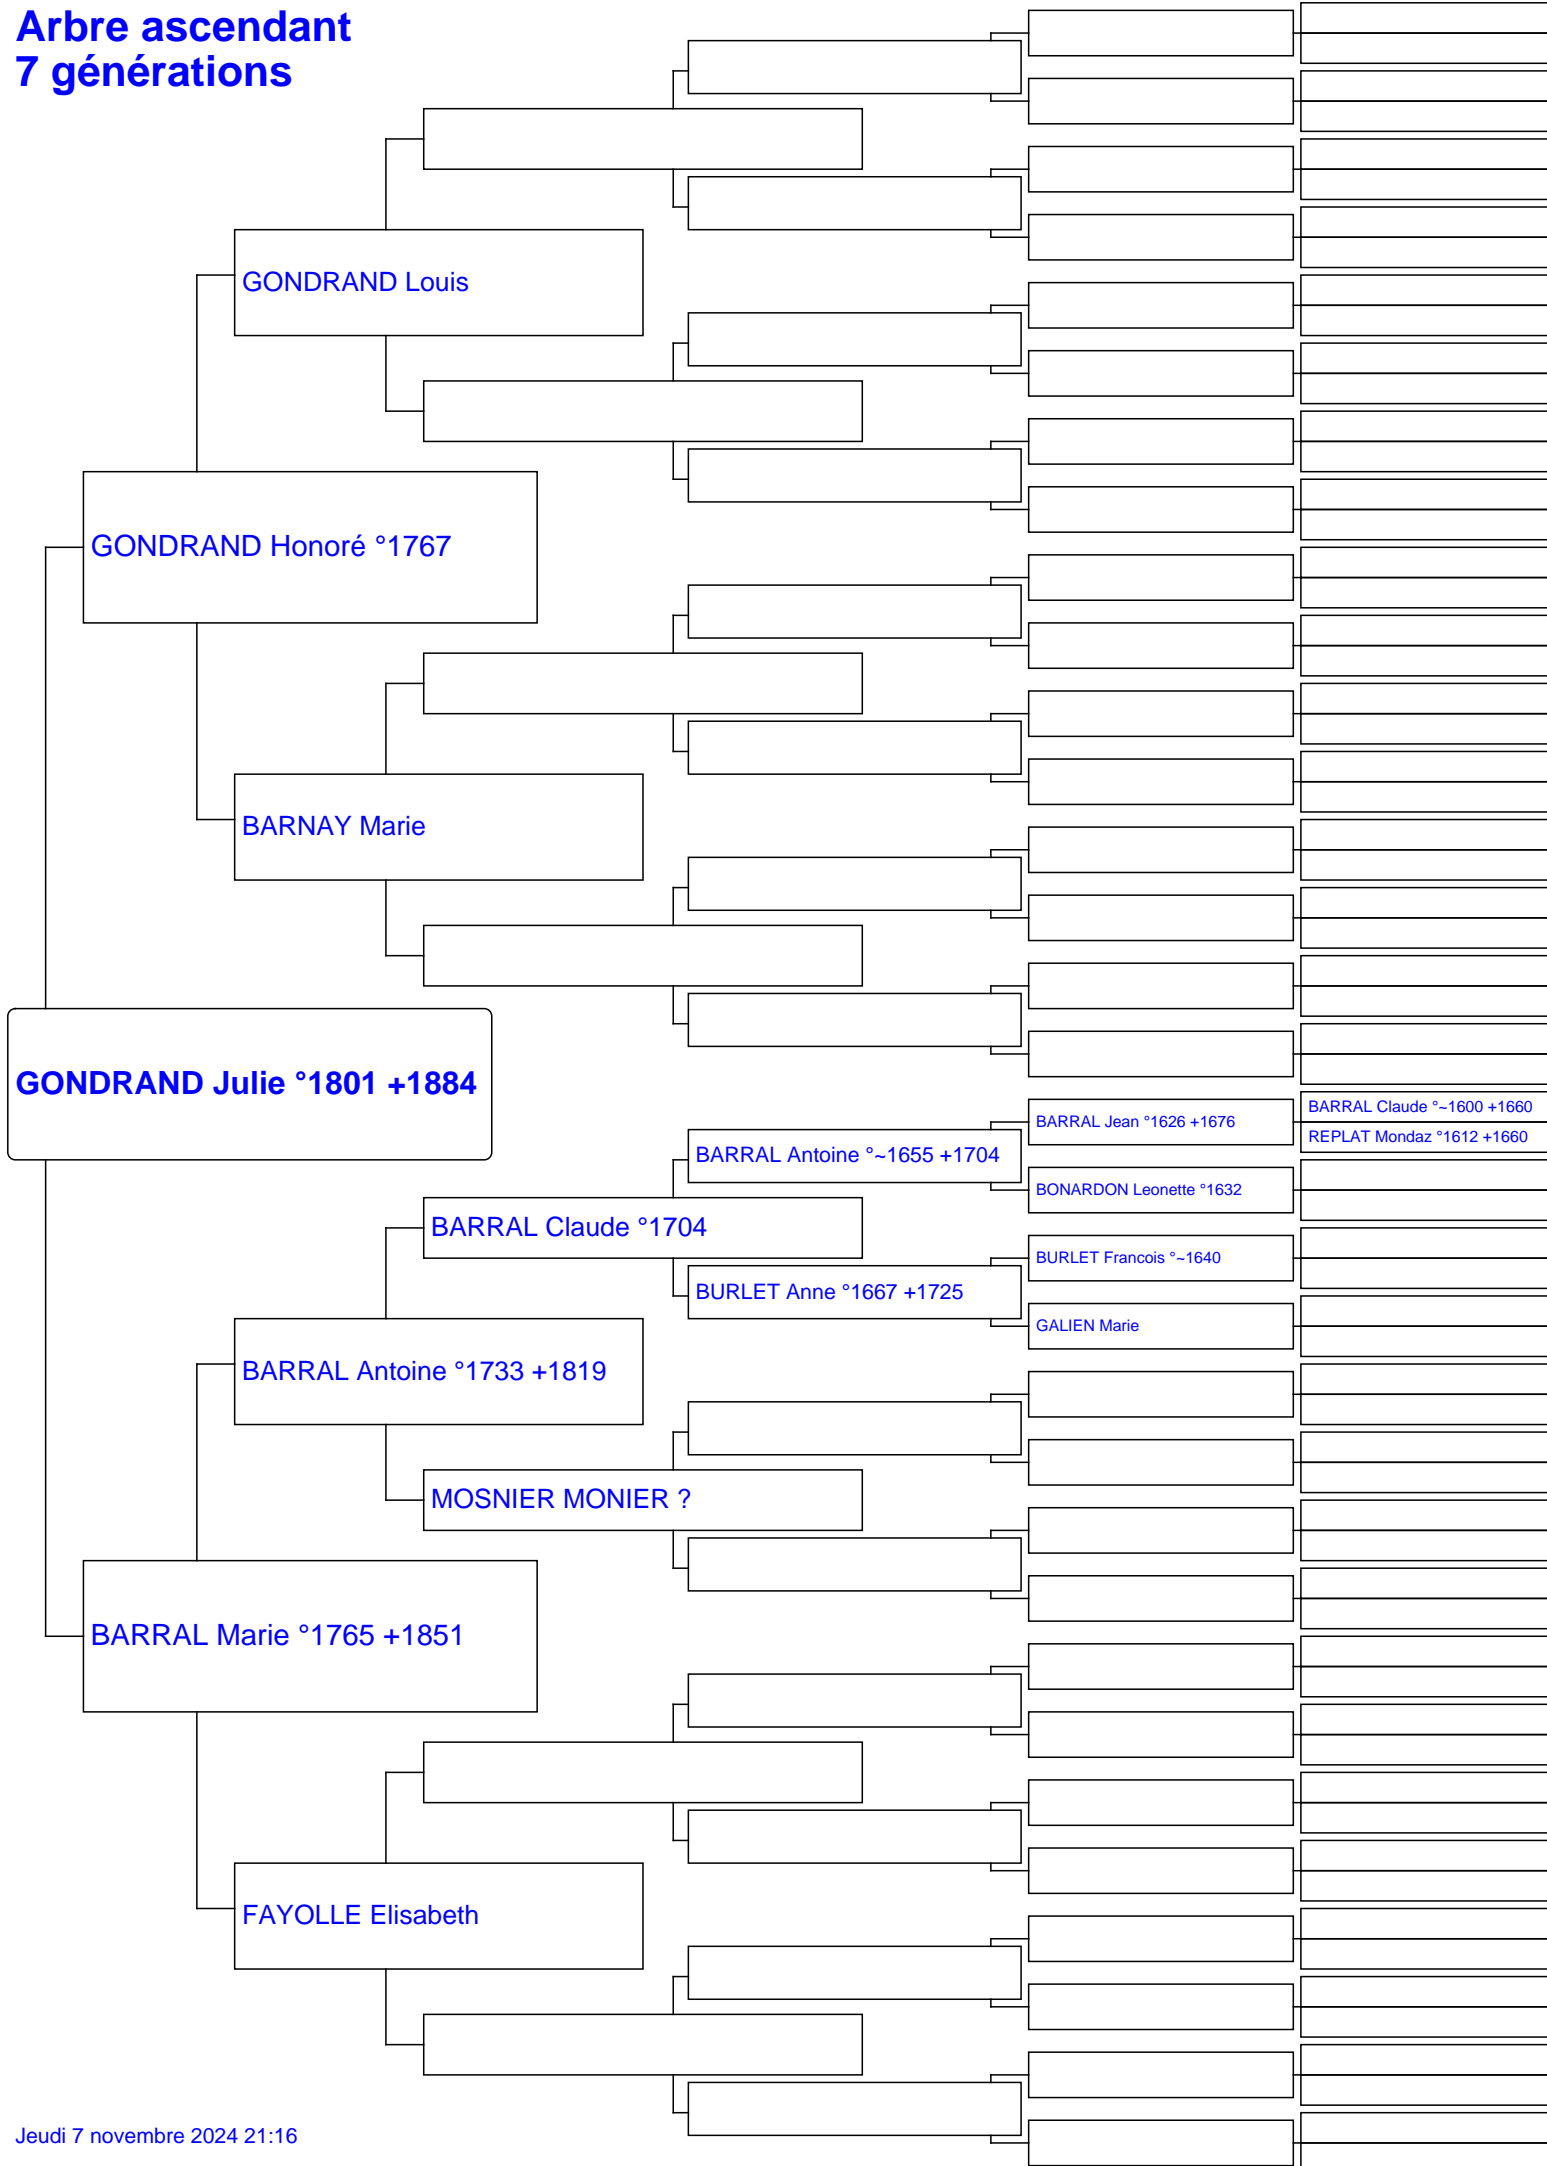 Arbre ascendant
7 générations
GONDRAND Louis
GONDRAND Honoré °1767
BARNAY Marie
GONDRAND Julie °1801 +1884
BARRAL Claude °~1600 +1660
BARRAL Jean °1626 +1676
REPLAT Mondaz °1612 +1660
BARRAL Antoine °~1655 +1704
BONARDON Leonette °1632
BARRAL Claude °1704
BURLET Francois °~1640
BURLET Anne °1667 +1725
GALIEN Marie
BARRAL Antoine °1733 +1819
MOSNIER MONIER ?
BARRAL Marie °1765 +1851
FAYOLLE Elisabeth
Jeudi 7 novembre 2024 21:16